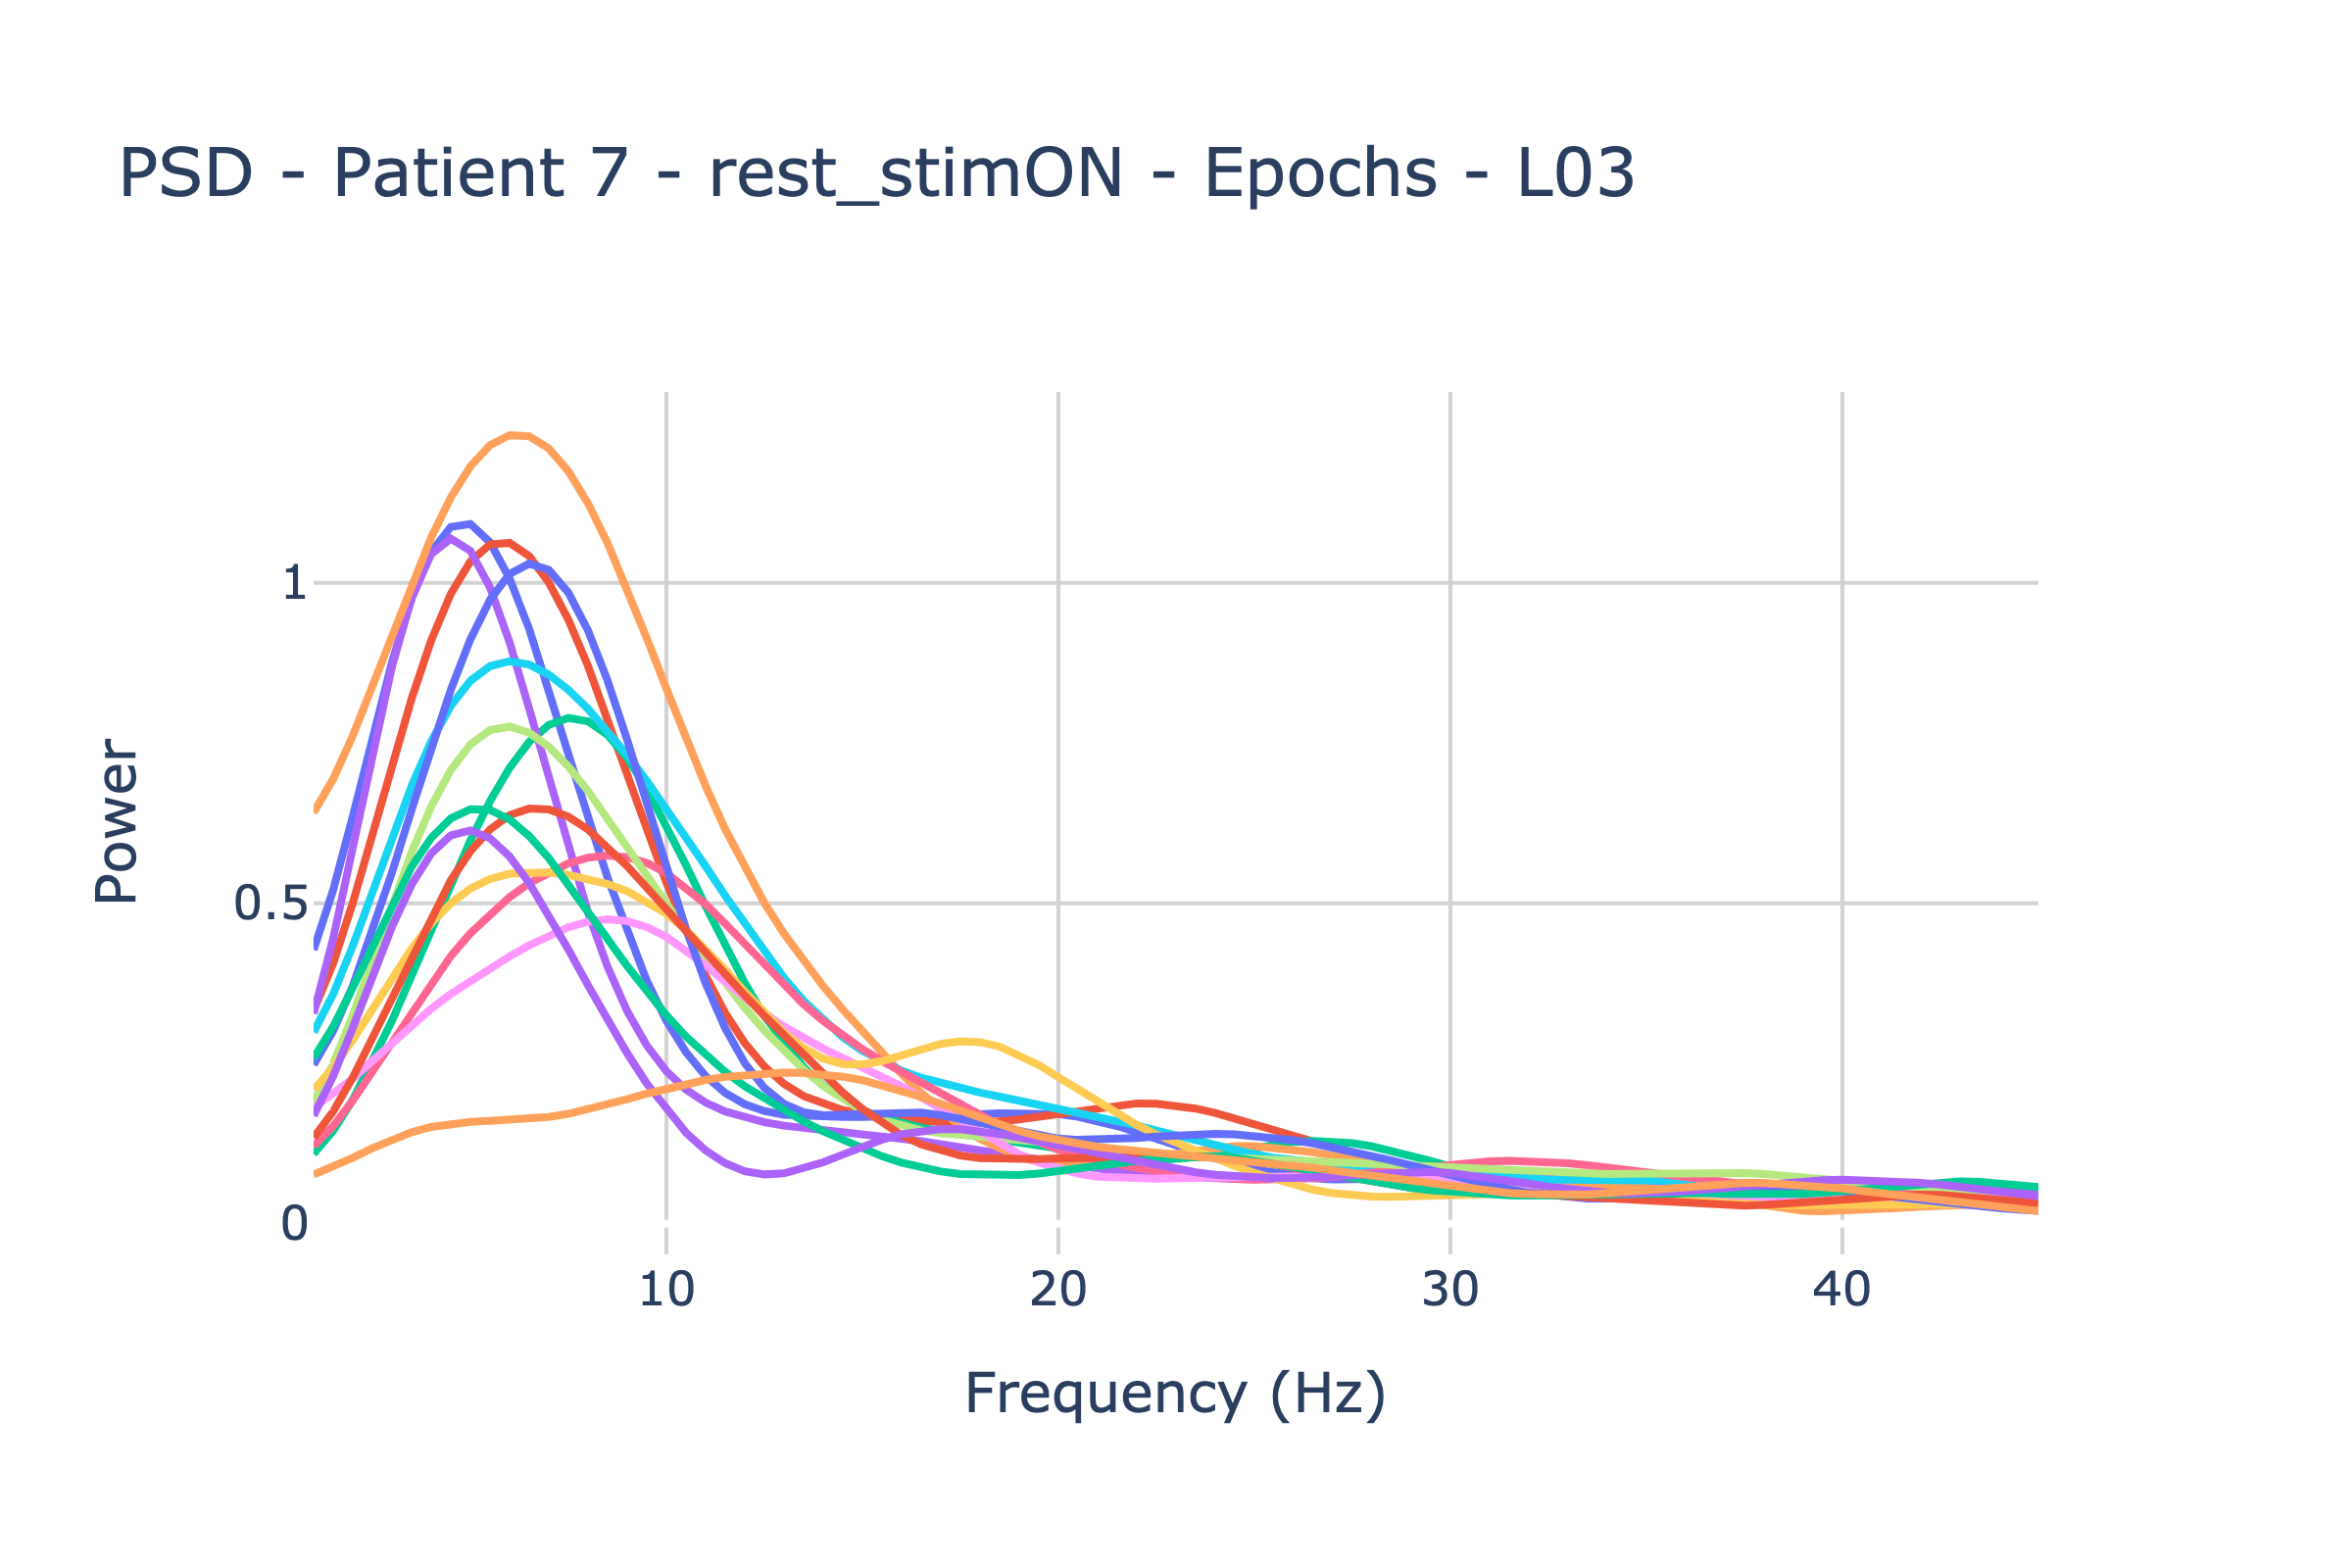 PSD - Patient 7 - rest_stimON - Epochs - L03
1
0.5
0
Power
10 20 30 40
Frequency (Hz)